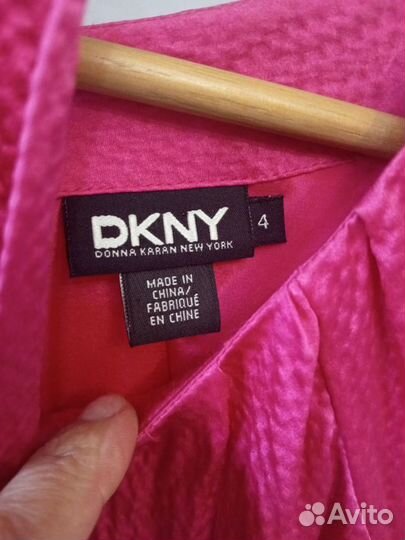 DKNY
DONNA KARAN NEW YORK
4
MADE IN
CHINA/
FABRIQUÉ
EN CHINE
Avito